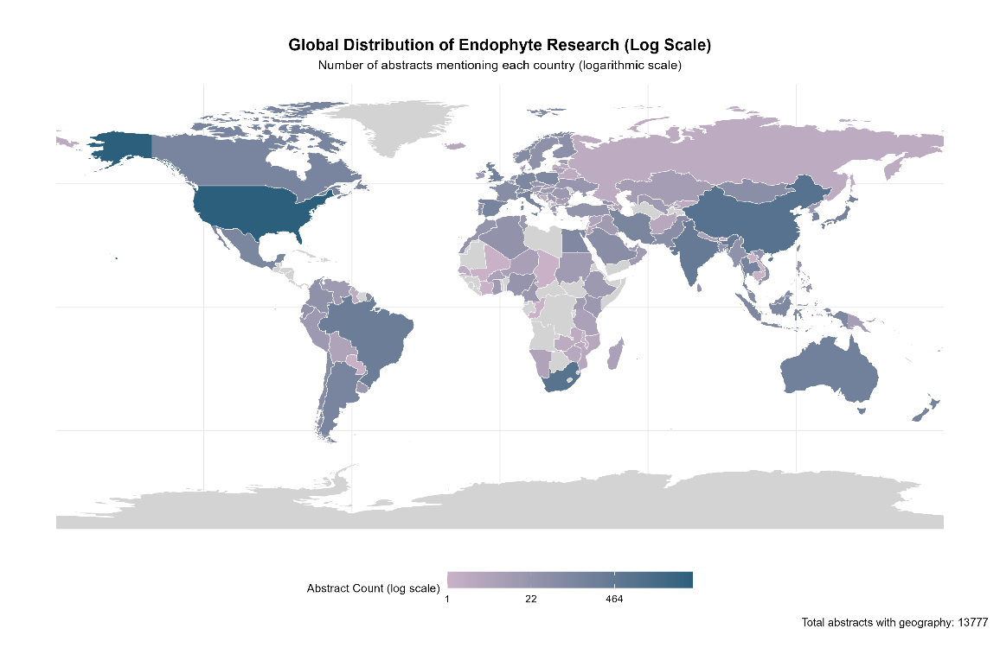 Global Distribution of Endophyte Research (Log Scale)
Number of abstracts mentioning each country (logarithmic scale)
Abstract Count (log scale)
1 22 464
Total abstracts with geography: 13777